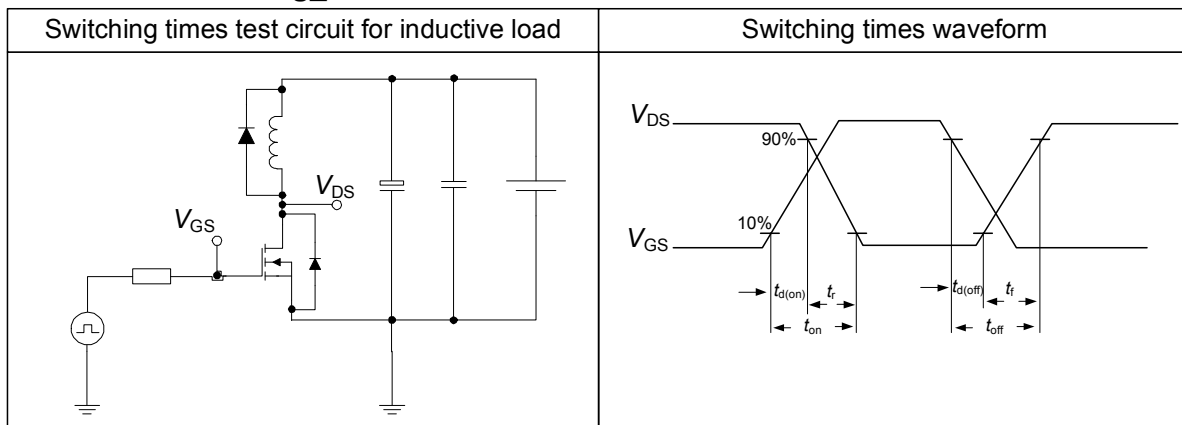 Switching times test circuit for inductive load
Switching times waveform
VDS
VGS
VDS
90%
10%
VGS
td(on)
tr
ton
td(off)
tf
toff